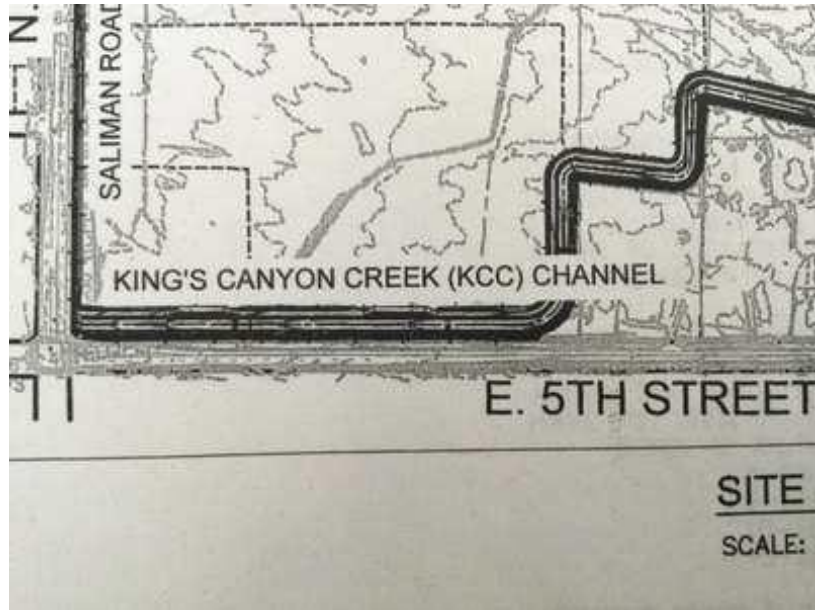 N.
SALIMAN ROAD
KING'S CANYON CREEK (KCC) CHANNEL
E. 5TH STREET
SITE
SCALE: